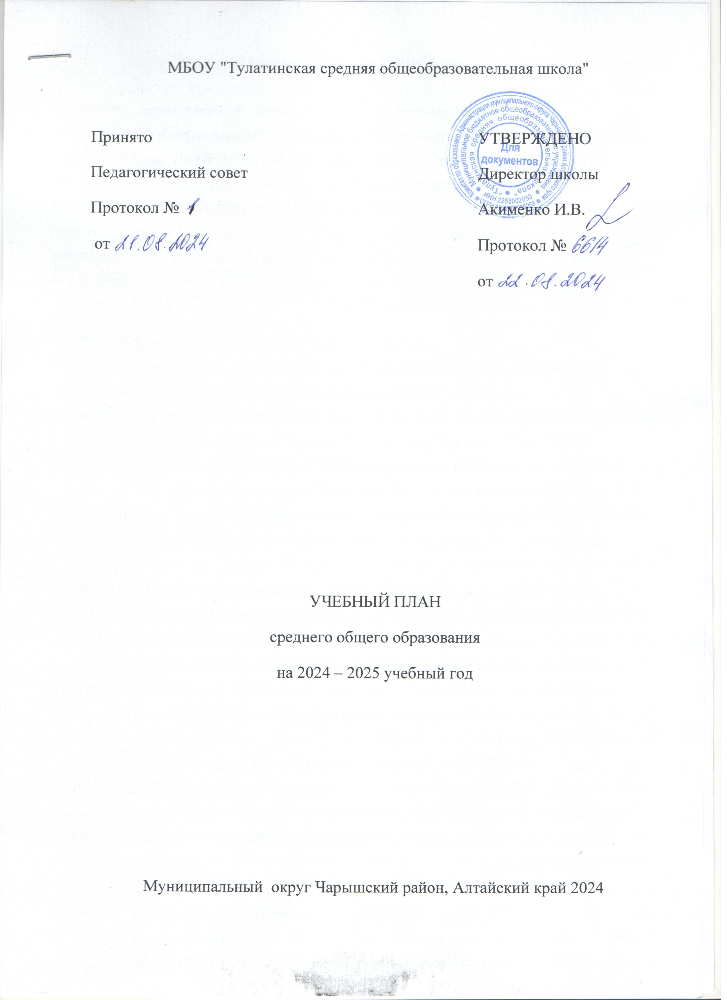 МБОУ "Тулатинская средняя общеобразовательная школа"
Принято
Педагогический совет
Протокол № 1
от 21.08.2024
УТВЕРЖДЕНО
Директор школы
Акименко И.В.
Протокол № 66/4
от 22.08.2024
Комитет по образованию Администрации муниципального округа Чарышский район Алтайского края
Муниципальное бюджетное общеобразовательное учреждение
"Тулатинская средняя общеобразовательная школа"
ИНН 2288002050
ОГРН
Для
документов
УЧЕБНЫЙ ПЛАН
среднего общего образования
на 2024 – 2025 учебный год
Муниципальный округ Чарышский район, Алтайский край 2024